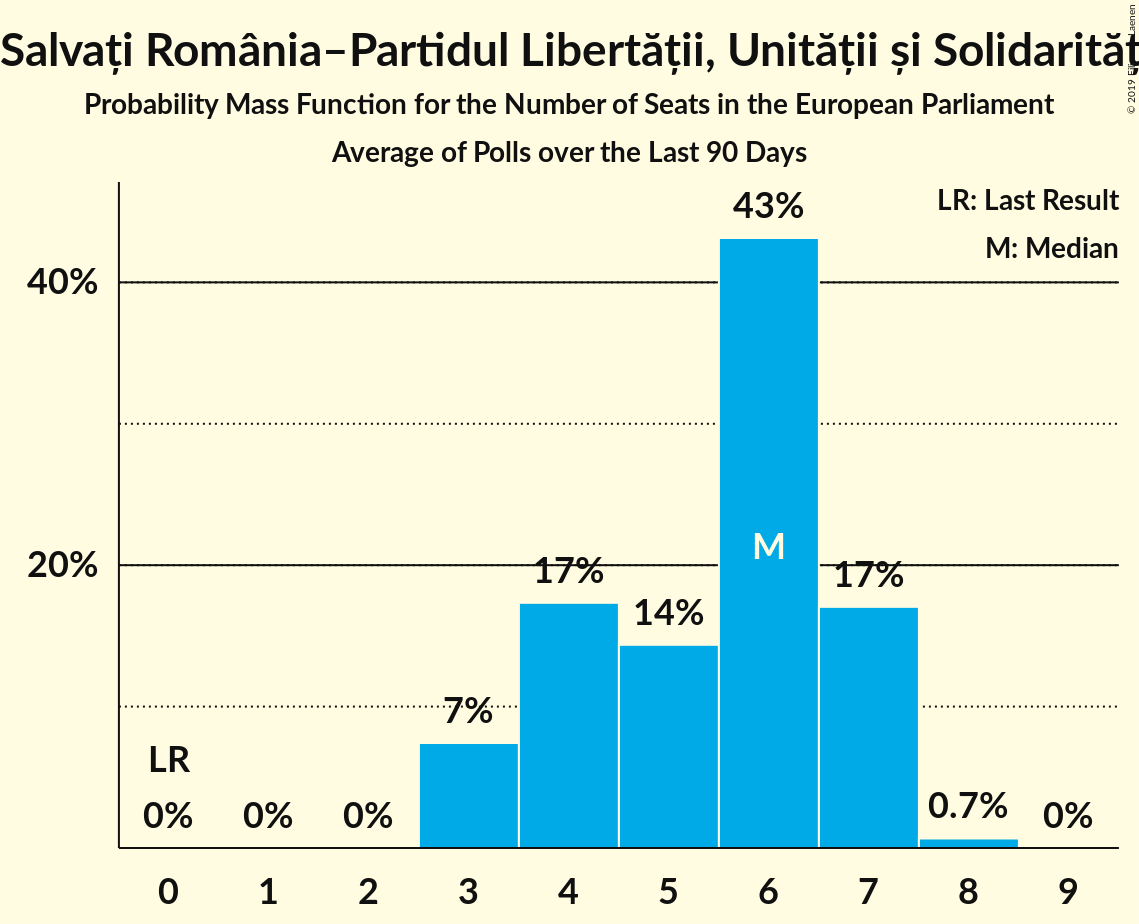 Salvați România–Partidul Libertății, Unității și Solidarităț
Probability Mass Function for the Number of Seats in the European Parliament
Average of Polls over the Last 90 Days
© 2019 Laenen
LR: Last Result
M: Median
43%
40%
M
20%
17%
17%
14%
7%
LR
0%
0%
0%
0.7%
0%
0 1 2 3 4 5 6 7 8 9